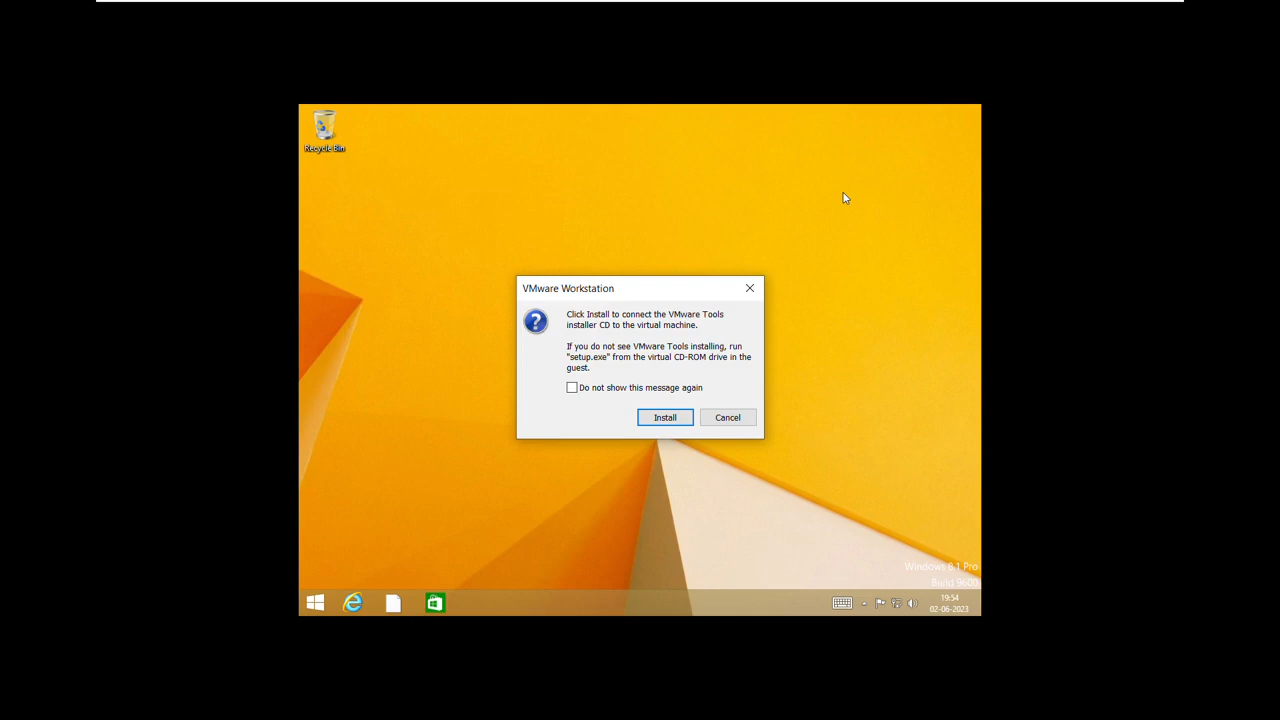 Recycle Bin
VMware Workstation
Click Install to connect the VMware Tools
installer CD to the virtual machine.
If you do not see VMware Tools installing, run
"setup.exe" from the virtual CD-ROM drive in the
guest.
Do not show this message again
Install
Cancel
Windows 8.1 Pro
Build 9600
19:54
02-06-2023